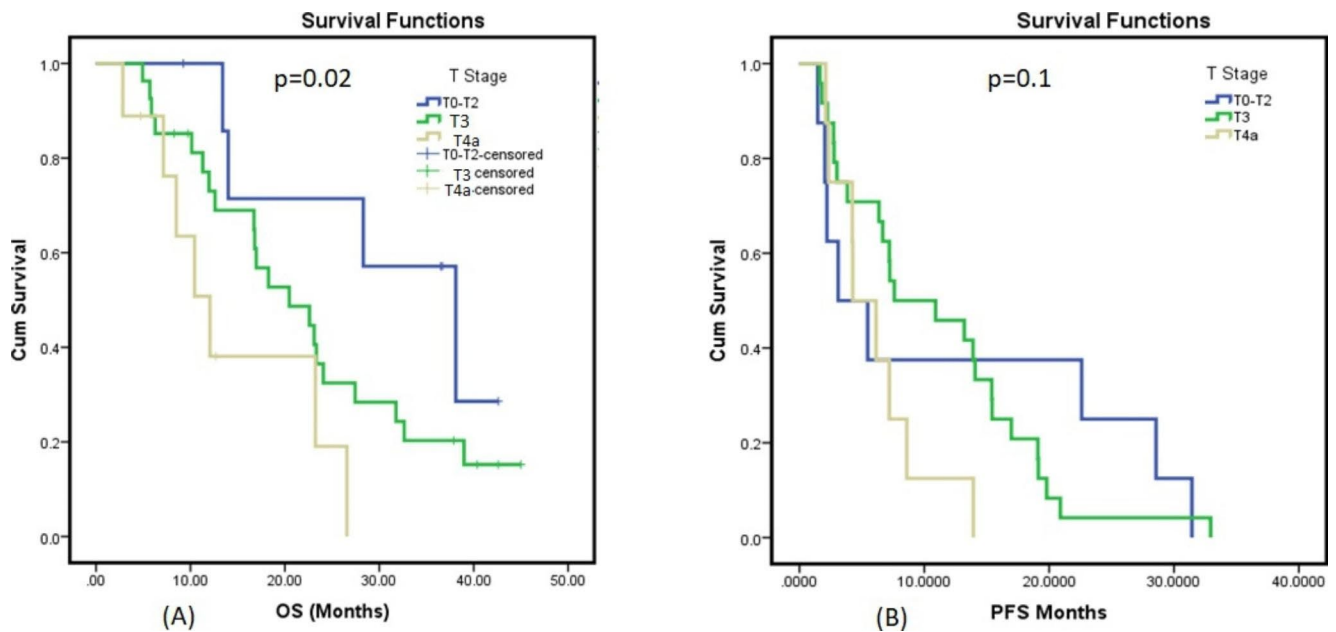 Survival Functions
p=0.02
T Stage
T0-T2
T3
T4a
T0-T2-censored
T3 censored
T4a-censored
Cum Survival
1.0
0.8
0.6
0.4
0.2
0.0
.00
10.00
20.00
30.00
40.00
50.00
(A)
OS (Months)
Survival Functions
p=0.1
T Stage
T0-T2
T3
T4a
Cum Survival
1.0
0.8
0.6
0.4
0.2
0.0
.0000
10.0000
20.0000
30.0000
40.0000
(B)
PFS Months